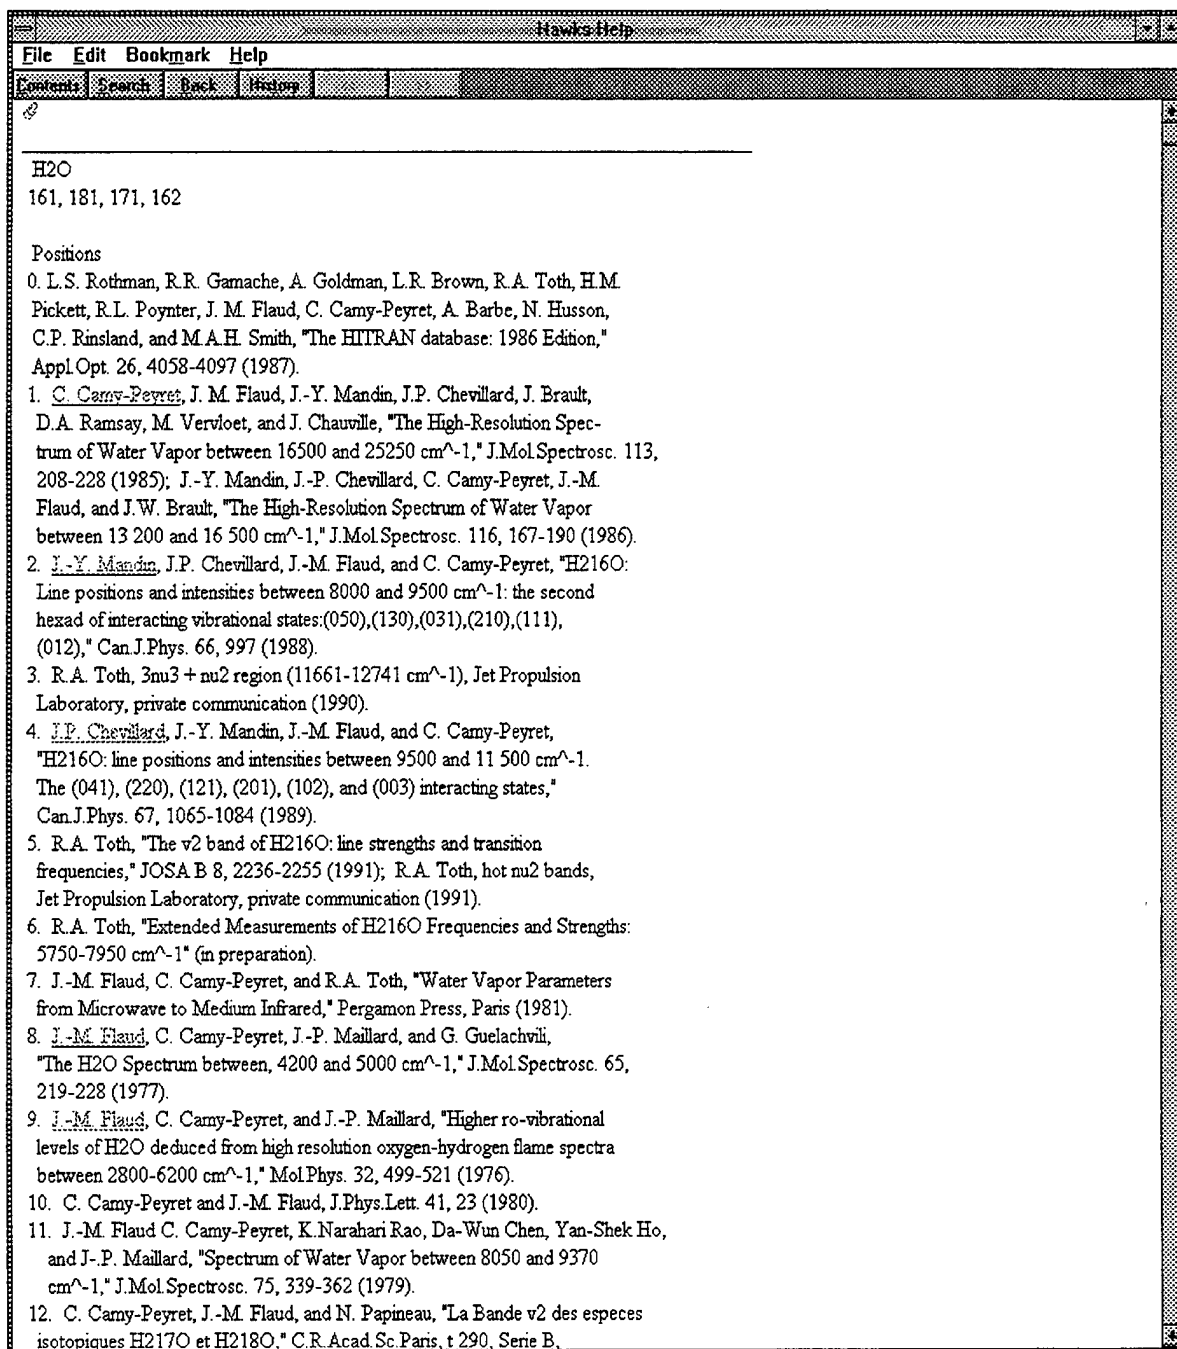 Hawks Help
File Edit Bookmark Help
Contents Search Back History
H2O
161, 181, 171, 162
Positions
0. L.S. Rothman, R.R. Gamache, A. Goldman, L.R. Brown, R.A. Toth, H.M.
Pickett, R.L. Poynter, J. M. Flaud, C. Camy-Peyret, A. Barbe, N. Husson,
C.P. Rinsland, and M.A.H. Smith, "The HITRAN database: 1986 Edition,"
Appl.Opt. 26, 4058-4097 (1987).
1. C. Camy-Peyret, J. M. Flaud, J.-Y. Mandin, J.P. Chevillard, J. Brault,
D.A. Ramsay, M. Vervloet, and J. Chauville, "The High-Resolution Spec-
trum of Water Vapor between 16500 and 25250 cm^-1," J.Mol.Spectrosc. 113,
208-228 (1985); J.-Y. Mandin, J.-P. Chevillard, C. Camy-Peyret, J.-M.
Flaud, and J.W. Brault, "The High-Resolution Spectrum of Water Vapor
between 13 200 and 16 500 cm^-1," J.Mol.Spectrosc. 116, 167-190 (1986).
2. J.-Y. Mandin, J.P. Chevillard, J.-M. Flaud, and C. Camy-Peyret, "H216O:
Line positions and intensities between 8000 and 9500 cm^-1: the second
hexad of interacting vibrational states:(050),(130),(031),(210),(111),
(012)," Can.J.Phys. 66, 997 (1988).
3. R.A. Toth, 3nu3 + nu2 region (11661-12741 cm^-1), Jet Propulsion
Laboratory, private communication (1990).
4. J.P. Chevillard, J.-Y. Mandin, J.-M. Flaud, and C. Camy-Peyret,
"H216O: line positions and intensities between 9500 and 11 500 cm^-1.
The (041), (220), (121), (201), (102), and (003) interacting states,"
Can.J.Phys. 67, 1065-1084 (1989).
5. R.A. Toth, "The v2 band of H216O: line strengths and transition
frequencies," JOSA B 8, 2236-2255 (1991); R.A. Toth, hot nu2 bands,
Jet Propulsion Laboratory, private communication (1991).
6. R.A. Toth, "Extended Measurements of H216O Frequencies and Strengths:
5750-7950 cm^-1" (in preparation).
7. J.-M. Flaud, C. Camy-Peyret, and R.A. Toth, "Water Vapor Parameters
from Microwave to Medium Infrared," Pergamon Press, Paris (1981).
8. J.-M. Flaud, C. Camy-Peyret, J.-P. Maillard, and G. Guelachvili,
"The H2O Spectrum between, 4200 and 5000 cm^-1," J.Mol.Spectrosc. 65,
219-228 (1977).
9. J.-M. Flaud, C. Camy-Peyret, and J.-P. Maillard, "Higher ro-vibrational
levels of H2O deduced from high resolution oxygen-hydrogen flame spectra
between 2800-6200 cm^-1," Mol.Phys. 32, 499-521 (1976).
10. C. Camy-Peyret and J.-M. Flaud, J.Phys.Lett. 41, 23 (1980).
11. J.-M. Flaud C. Camy-Peyret, K.Narahari Rao, Da-Wun Chen, Yan-Shek Ho,
and J-.P. Maillard, "Spectrum of Water Vapor between 8050 and 9370
cm^-1," J.Mol.Spectrosc. 75, 339-362 (1979).
12. C. Camy-Peyret, J.-M. Flaud, and N. Papineau, "La Bande v2 des especes
isotopiques H217O et H218O," C.R.Acad.Sc.Paris, t 290, Serie B,